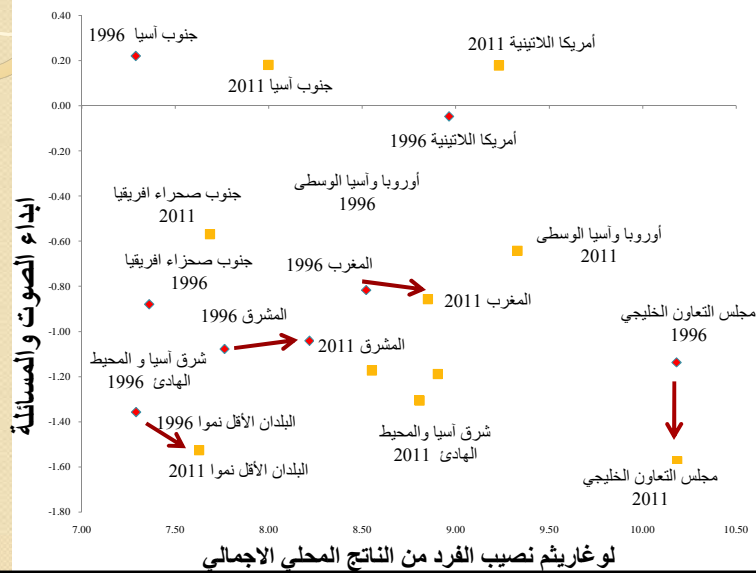 0.40
0.20
0.00
-0.20
-0.40
-0.60
-0.80
-1.00
-1.20
-1.40
-1.60
-1.80
ابداء الصوت والمسائلة
جنوب آسيا 1996
أمريكا اللاتينية 2011
جنوب آسيا 2011
أمريكا اللاتينية 1996
أوروبا وآسيا الوسطى
1996
جنوب صحراء افريقيا
2011
أوروبا وآسيا الوسطى
2011
جنوب صحزاء افريقيا
1996
المغرب 1996
المغرب 2011
مجلس التعاون الخليجي
1996
المشرق 1996
المشرق 2011
شرق آسيا و المحيط
الهادئ 1996
البلدان الأقل نموا 1996
شرق آسيا والمحيط
الهادئ 2011
البلدان الأقل نموا 2011
مجلس التعاون الخليجي
2011
7.00 7.50 8.00 8.50 9.00 9.50 10.00 10.50
لوغاريثم نصيب الفرد من الناتج المحلي الاجمالي